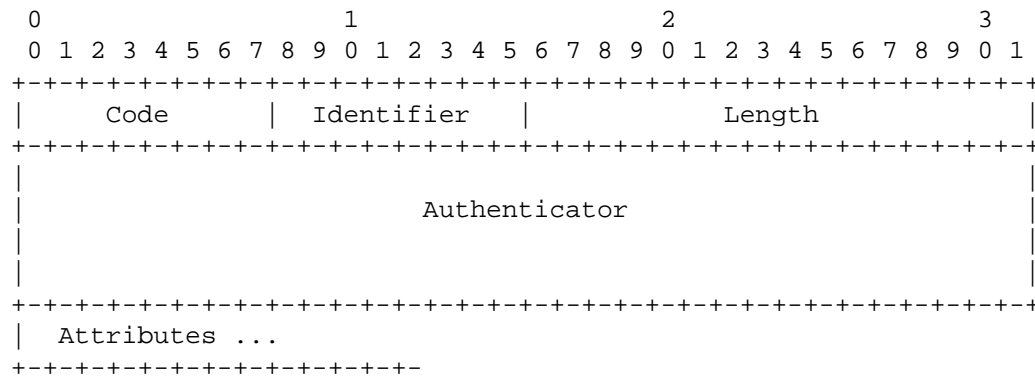 0                   1                   2                   3
 0 1 2 3 4 5 6 7 8 9 0 1 2 3 4 5 6 7 8 9 0 1 2 3 4 5 6 7 8 9 0 1
+-+-+-+-+-+-+-+-+-+-+-+-+-+-+-+-+-+-+-+-+-+-+-+-+-+-+-+-+-+-+-+-+
|     Code      |  Identifier   |            Length             |
+-+-+-+-+-+-+-+-+-+-+-+-+-+-+-+-+-+-+-+-+-+-+-+-+-+-+-+-+-+-+-+-+
|                                                               |
|                         Authenticator                         |
|                                                               |
|                                                               |
+-+-+-+-+-+-+-+-+-+-+-+-+-+-+-+-+-+-+-+-+-+-+-+-+-+-+-+-+-+-+-+-+
|  Attributes ...
+-+-+-+-+-+-+-+-+-+-+-+-+-